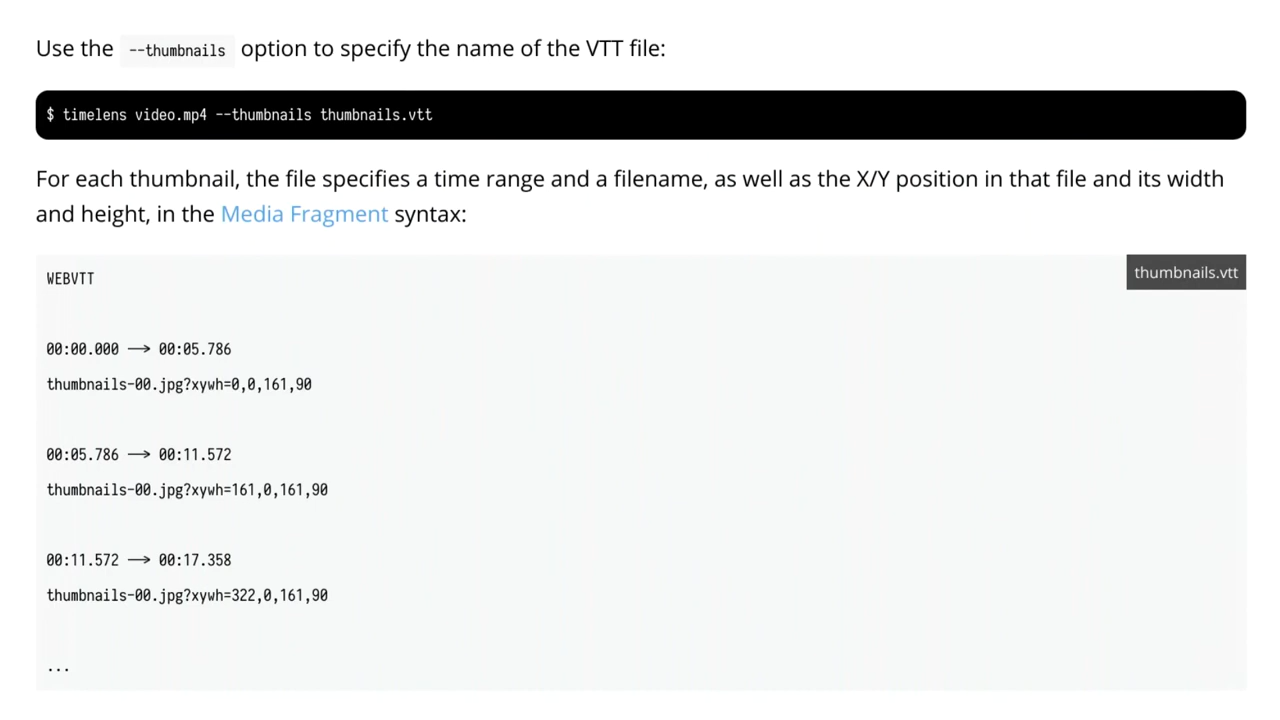 Use the --thumbnails option to specify the name of the VTT file:
$ timelens video.mp4 --thumbnails thumbnails.vtt
For each thumbnail, the file specifies a time range and a filename, as well as the X/Y position in that file and its width
and height, in the Media Fragment syntax:
thumbnails.vtt
WEBVTT
00:00.000 ⟶ 00:05.786
thumbnails-00.jpg?xywh=0,0,161,90
00:05.786 ⟶ 00:11.572
thumbnails-00.jpg?xywh=161,0,161,90
00:11.572 ⟶ 00:17.358
thumbnails-00.jpg?xywh=322,0,161,90
...